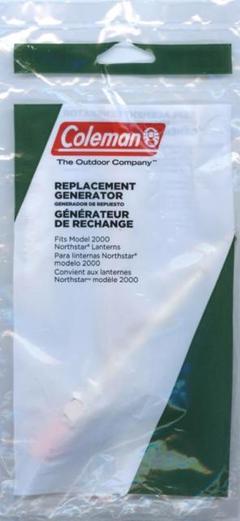 Coleman
The Outdoor Company™
REPLACEMENT
GENERATOR
GENERADOR DE REPUESTO
GÉNÉRATEUR
DE RECHANGE
Fits Model 2000
Northstar® Lanterns
Para linternas Northstar®
modelo 2000
Convient aux lanternes
Northstar™ modèle 2000